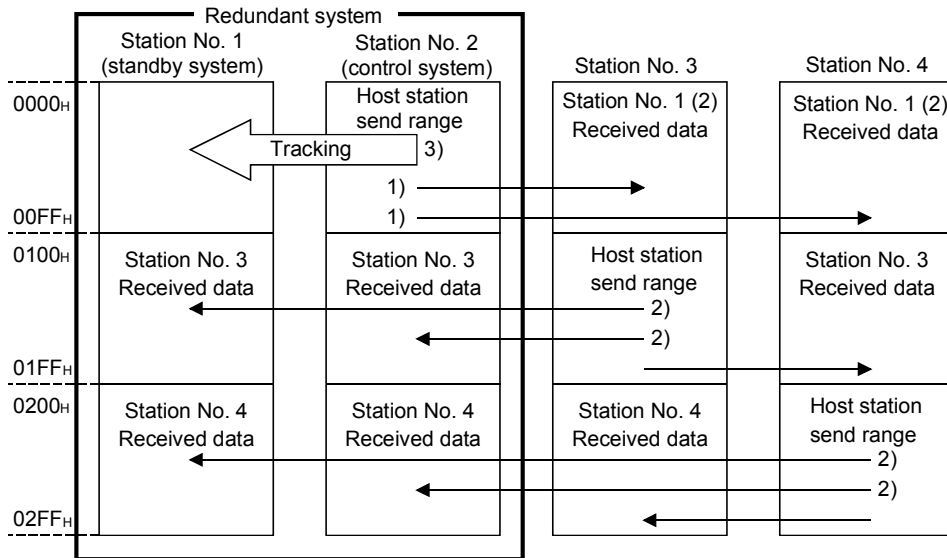 Redundant system
Station No. 1
(standby system)
Station No. 2
(control system)
Station No. 3
Station No. 4
0000H
Host station
send range
Station No. 1 (2)
Received data
Station No. 1 (2)
Received data
Tracking
3)
1)
1)
00FFH
0100H
Station No. 3
Received data
Station No. 3
Received data
Host station
send range
Station No. 3
Received data
2)
2)
01FFH
0200H
Station No. 4
Received data
Station No. 4
Received data
Station No. 4
Received data
Host station
send range
2)
2)
02FFH